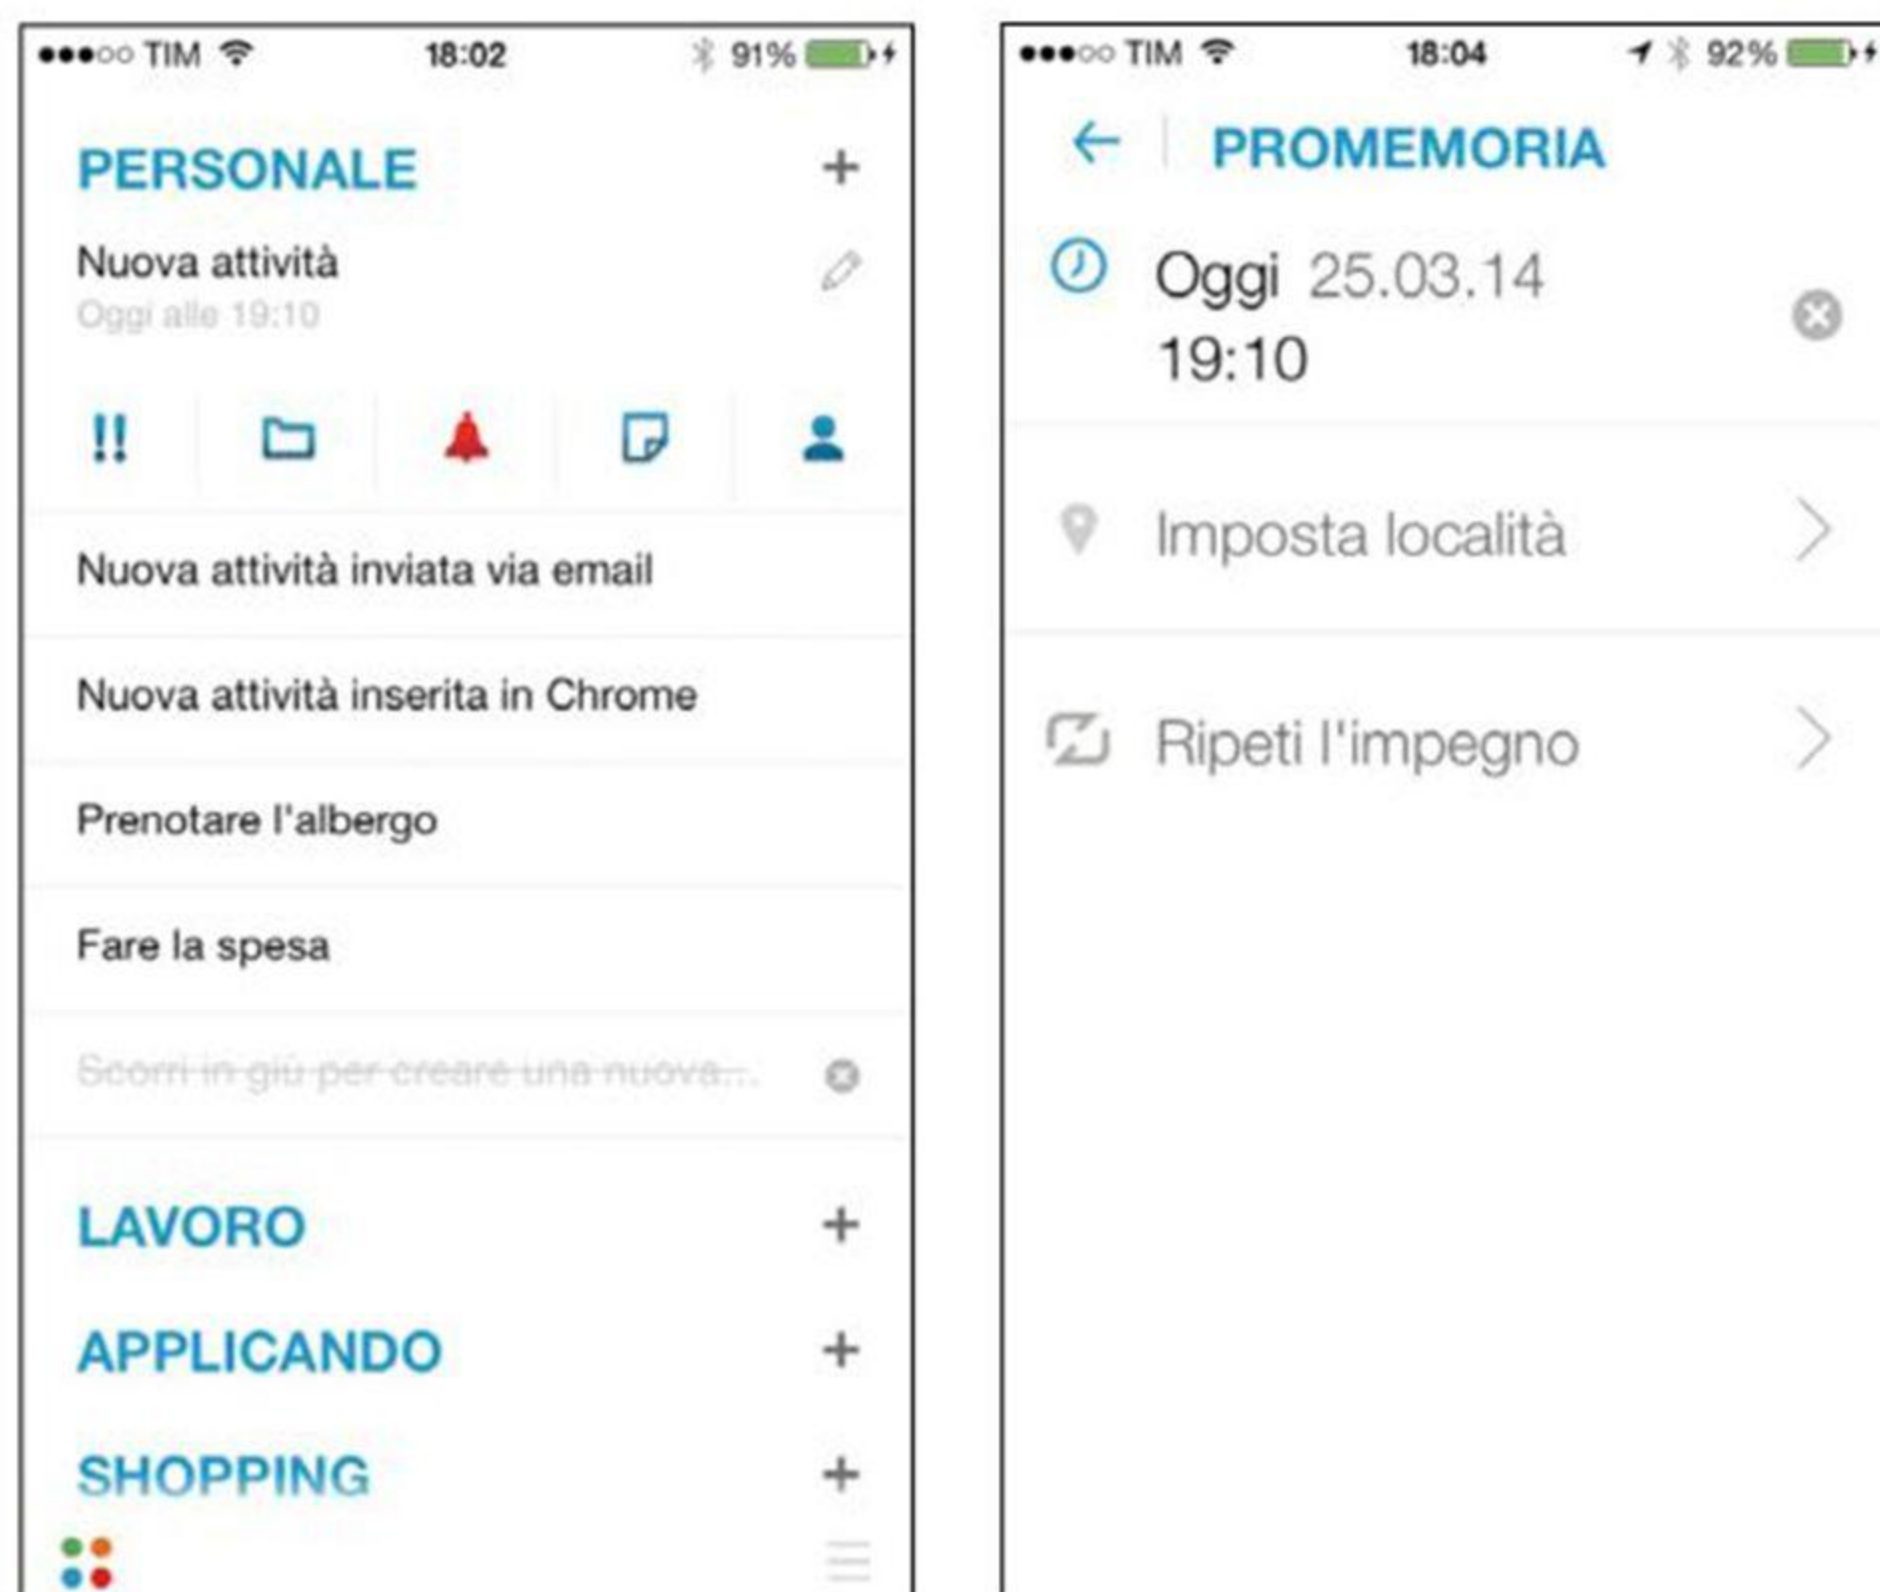 TIM 18:02 91%
PERSONALE
Nuova attività
Oggi alle 19:10
!!
Nuova attività inviata via email
Nuova attività inserita in Chrome
Prenotare l'albergo
Fare la spesa
Scorri in giù per creare una nuova...
LAVORO
APPLICANDO
SHOPPING
TIM 18:04 92%
PROMEMORIA
Oggi 25.03.14
19:10
Imposta località
Ripeti l'impegno